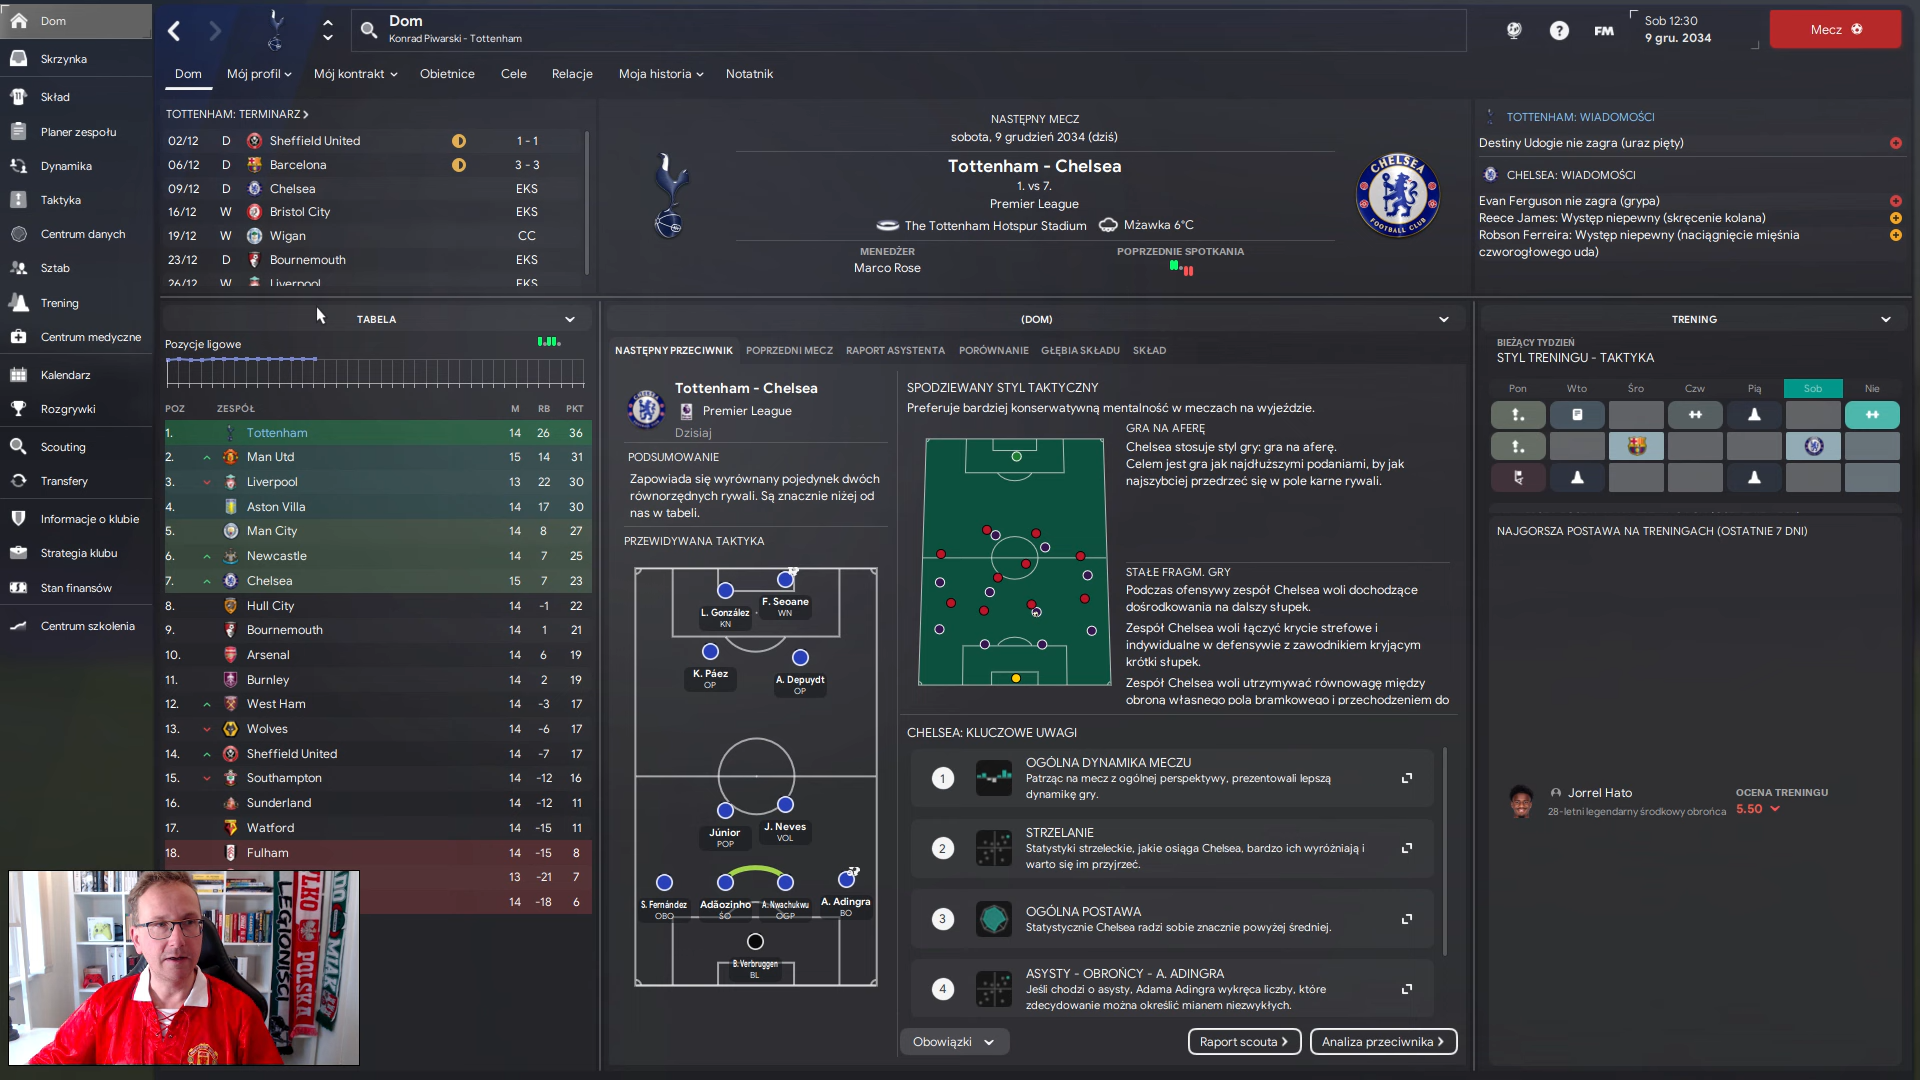 Dom
Skrzynka
Skład
Planer zespołu
Dynamika
Taktyka
Centrum danych
Sztab
Trening
Centrum medyczne
Kalendarz
Rozgrywki
Scouting
Transfery
Informacje o klubie
Strategia klubu
Stan finansów
Centrum szkolenia
Dom
Konrad Piwarski - Tottenham
FM
Sob 12:30
9 gru. 2034
Mecz
Dom
Mój profil
Mój kontrakt
Obietnice
Cele
Relacje
Moja historia
Notatnik
TOTTENHAM: TERMINARZ
02/12 D Sheffield United 1 - 1
06/12 D Barcelona 3 - 3
09/12 D Chelsea EKS
16/12 W Bristol City EKS
19/12 W Wigan CC
23/12 D Bournemouth EKS
26/12 W Liverpool EKS
NASTĘPNY MECZ
sobota, 9 grudzień 2034 (dziś)
Tottenham - Chelsea
1. vs 7.
Premier League
The Tottenham Hotspur Stadium Mżawka 6°C
MENEDŻER
Marco Rose
POPRZEDNIE SPOTKANIA
CHELSEA
FOOTBALL CLUB
TOTTENHAM: WIADOMOŚCI
Destiny Udogie nie zagra (uraz pięty)
CHELSEA: WIADOMOŚCI
Evan Ferguson nie zagra (grypa)
Reece James: Występ niepewny (skręcenie kolana)
Robson Ferreira: Występ niepewny (naciągnięcie mięśnia
czworogłowego uda)
TABELA
Pozycje ligowe
POZ ZESPÓŁ M RB PKT
1. Tottenham 14 26 36
2. Man Utd 15 14 31
3. Liverpool 13 22 30
4. Aston Villa 14 17 30
5. Man City 14 8 27
6. Newcastle 14 7 25
7. Chelsea 15 7 23
8. Hull City 14 -1 22
9. Bournemouth 14 1 21
10. Arsenal 14 6 19
11. Burnley 14 2 19
12. West Ham 14 -3 17
13. Wolves 14 -6 17
14. Sheffield United 14 -7 17
15. Southampton 14 -12 16
16. Sunderland 14 -12 11
17. Watford 14 -15 11
18. Fulham 14 -15 8
13 -21 7
14 -18 6
LEGIONIŚCI
POLSKA
(DOM)
NASTĘPNY PRZECIWNIK
POPRZEDNI MECZ
RAPORT ASYSTENTA
PORÓWNANIE
GŁĘBIA SKŁADU
SKŁAD
Tottenham - Chelsea
Premier League
Dzisiaj
PODSUMOWANIE
Zapowiada się wyrównany pojedynek dwóch
równorzędnych rywali. Są znacznie niżej od
nas w tabeli.
PRZEWIDYWANA TAKTYKA
L. González
KN
F. Seoane
WN
K. Páez
OP
A. Depuydt
OP
Júnior
POP
J. Neves
VOL
S. Fernández
OBO
Adãozinho
ŚO
A. Nwachukwu
OGP
A. Adingra
BO
B. Verbruggen
BL
SPODZIEWANY STYL TAKTYCZNY
Preferuje bardziej konserwatywną mentalność w meczach na wyjeździe.
GRA NA AFERĘ
Chelsea stosuje styl gry: gra na aferę.
Celem jest gra jak najdłuższymi podaniami, by jak
najszybciej przedrzeć się w pole karne rywali.
STAŁE FRAGM. GRY
Podczas ofensywy zespół Chelsea woli dochodzące
dośrodkowania na dalszy słupek.
Zespół Chelsea woli łączyć krycie strefowe i
indywidualne w defensywie z zawodnikiem kryjącym
krótki słupek.
Zespół Chelsea woli utrzymywać równowagę między
obroną własnego pola bramkowego i przechodzeniem do
CHELSEA: KLUCZOWE UWAGI
1
OGÓLNA DYNAMIKA MECZU
Patrząc na mecz z ogólnej perspektywy, prezentowali lepszą
dynamikę gry.
2
STRZELANIE
Statystyki strzeleckie, jakie osiąga Chelsea, bardzo ich wyróżniają i
warto się im przyjrzeć.
3
OGÓLNA POSTAWA
Statystycznie Chelsea radzi sobie znacznie powyżej średniej.
4
ASYSTY - OBROŃCY - A. ADINGRA
Jeśli chodzi o asysty, Adama Adingra wykręca liczby, które
zdecydowanie można określić mianem niezwykłych.
Obowiązki
Raport scouta
Analiza przeciwnika
TRENING
BIEŻĄCY TYDZIEŃ
STYL TRENINGU - TAKTYKA
Pon Wto Śro Czw Pią Sob Nie
NAJGORSZA POSTAWA NA TRENINGACH (OSTATNIE 7 DNI)
Jorrel Hato
28-letni legendarny środkowy obrońca
OCENA TRENINGU
5.50